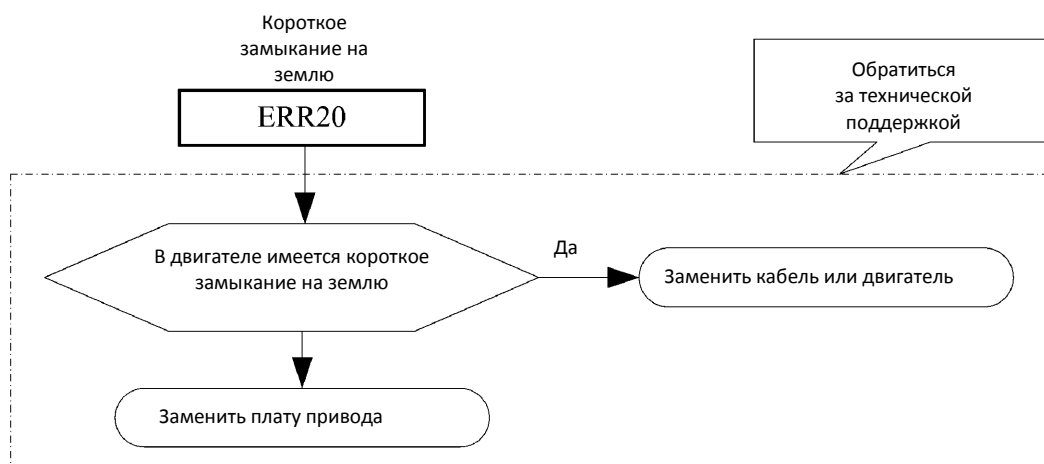 Короткое
замыкание на
землю
ERR20
Обратиться
за технической
поддержкой
В двигателе имеется короткое
замыкание на землю
Да
Заменить кабель или двигатель
Заменить плату привода